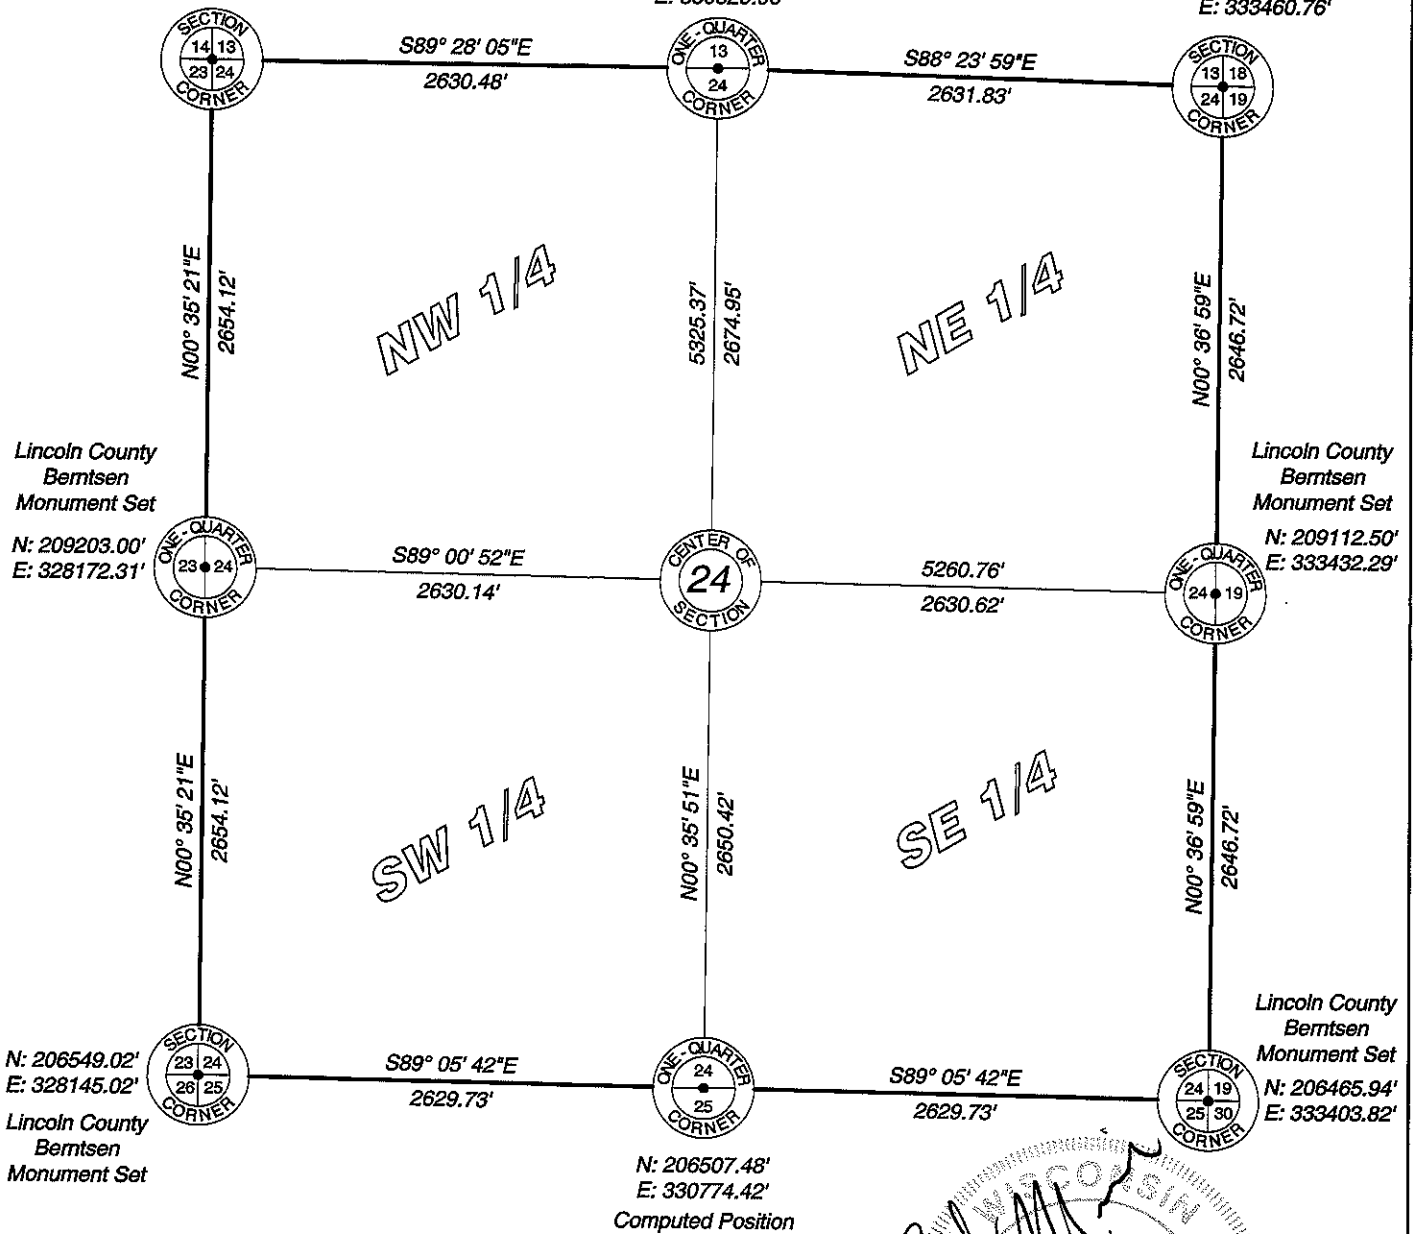 E: 333460.76'
SECTION
14 13
23 24
CORNER
S89° 28' 05"E
2630.48'
ONE-QUARTER
13
24
CORNER
S88° 23' 59"E
2631.83'
SECTION
13 18
24 19
CORNER
N00° 35' 21"E
2654.12'
NW 1/4
5325.37'
2674.95'
NE 1/4
N00° 36' 59"E
2646.72'
Lincoln County
Berntsen
Monument Set
N: 209203.00'
E: 328172.31'
ONE-QUARTER
23 24
CORNER
S89° 00' 52"E
2630.14'
CENTER OF
24
SECTION
5260.76'
2630.62'
Lincoln County
Berntsen
Monument Set
N: 209112.50'
E: 333432.29'
ONE-QUARTER
24 19
CORNER
N00° 35' 21"E
2654.12'
SW 1/4
N00° 35' 51"E
2650.42'
SE 1/4
N00° 36' 59"E
2646.72'
N: 206549.02'
E: 328145.02'
Lincoln County
Berntsen
Monument Set
SECTION
23 24
26 25
CORNER
S89° 05' 42"E
2629.73'
ONE-QUARTER
24
25
CORNER
N: 206507.48'
E: 330774.42'
Computed Position
S89° 05' 42"E
2629.73'
SECTION
24 19
25 30
CORNER
Lincoln County
Berntsen
Monument Set
N: 206465.94'
E: 333403.82'
WISCONSIN